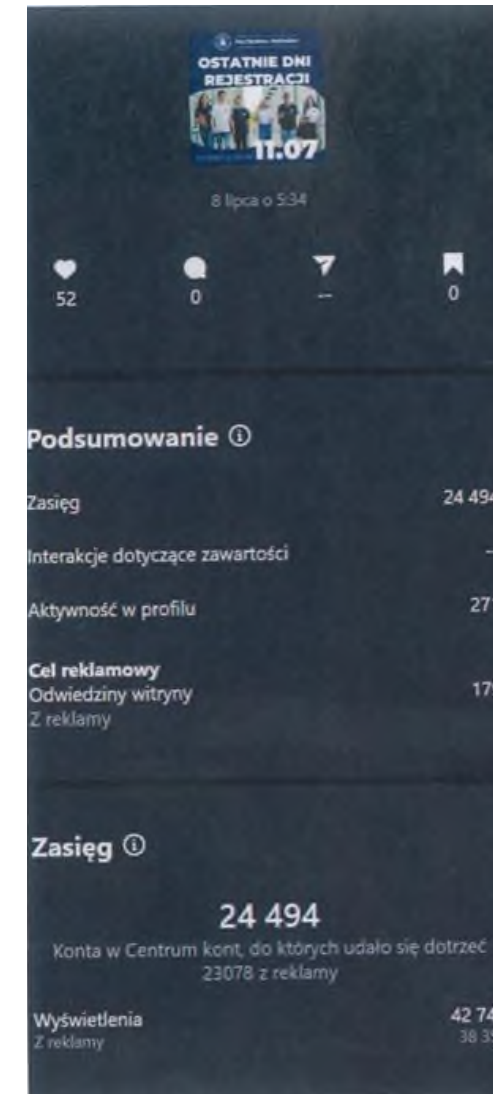 OSTATNIE DNI
REJESTRACJI
11.07
8 lipca o 5:34
52
0
--
0
Podsumowanie
Zasięg
24 494
Interakcje dotyczące zawartości
Aktywność w profilu
Cel reklamowy
Odwiedziny witryny
Z reklamy
Zasięg
24 494
Konta w Centrum kont, do których udało się dotrzeć
23078 z reklamy
Wyświetlenia
Z reklamy